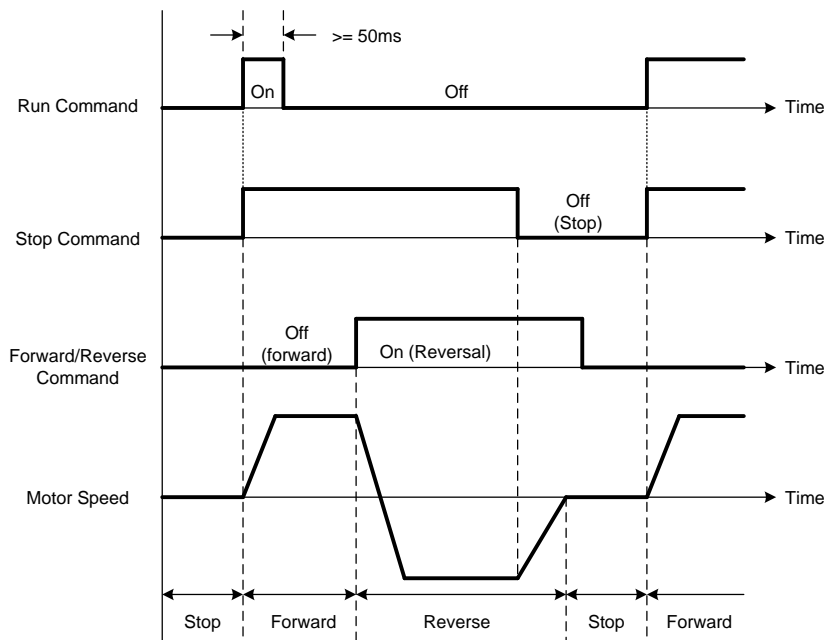 >= 50ms
On
Off
Run Command
Time
Off
(Stop)
Stop Command
Time
Off
(forward)
On (Reversal)
Forward/Reverse
Command
Time
Motor Speed
Time
Stop
Forward
Reverse
Stop
Forward